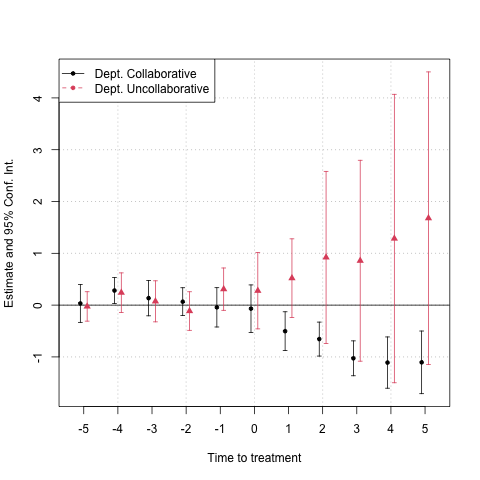 Dept. Collaborative
Dept. Uncollaborative
Estimate and 95% Conf. Int.
4
3
2
1
0
-1
-5 -4 -3 -2 -1 0 1 2 3 4 5
Time to treatment